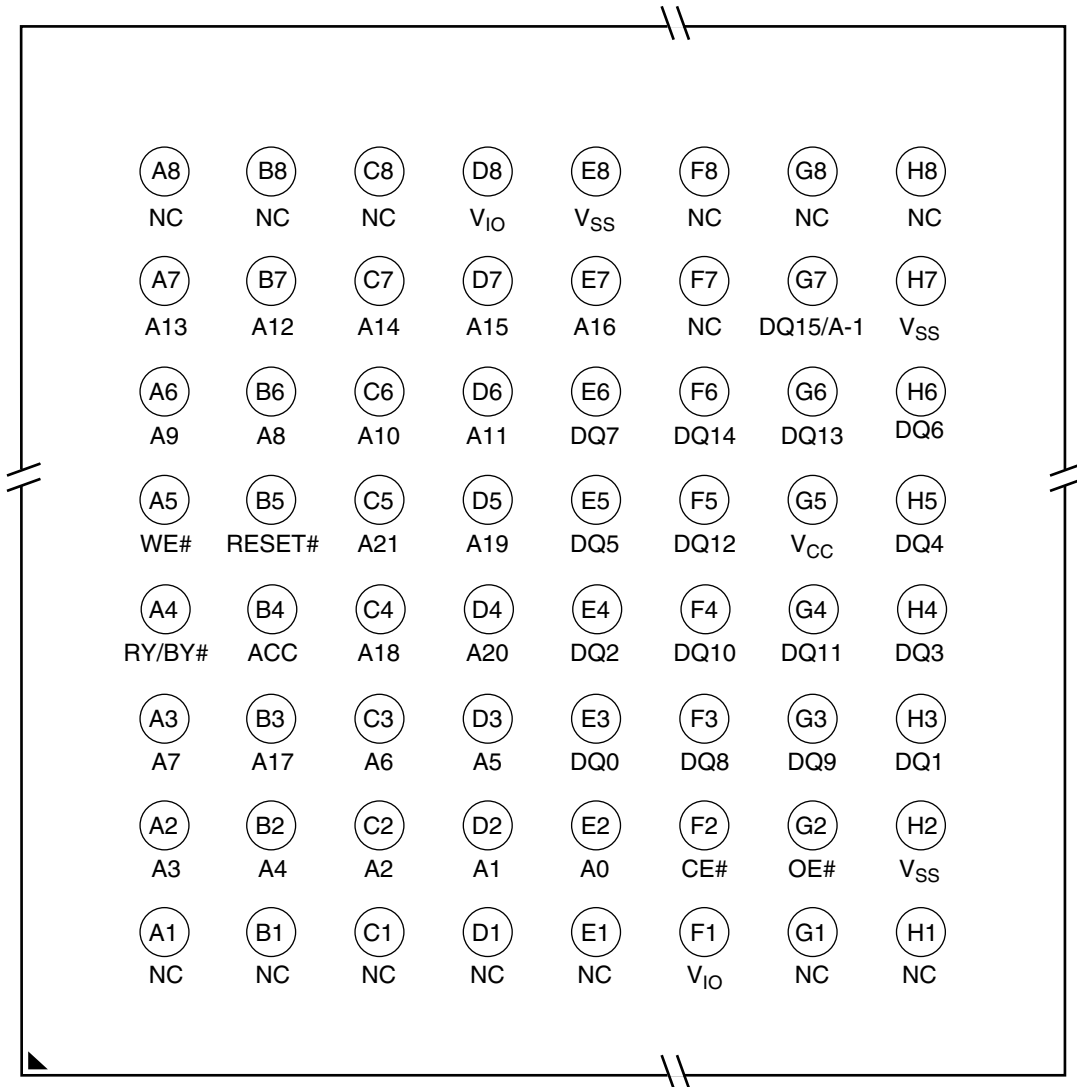 A8 B8 C8 D8 E8 F8 G8 H8
NC NC NC VIO VSS NC NC NC
A7 B7 C7 D7 E7 F7 G7 H7
A13 A12 A14 A15 A16 NC DQ15/A-1 VSS
A6 B6 C6 D6 E6 F6 G6 H6
A9 A8 A10 A11 DQ7 DQ14 DQ13 DQ6
A5 B5 C5 D5 E5 F5 G5 H5
WE# RESET# A21 A19 DQ5 DQ12 VCC DQ4
A4 B4 C4 D4 E4 F4 G4 H4
RY/BY# ACC A18 A20 DQ2 DQ10 DQ11 DQ3
A3 B3 C3 D3 E3 F3 G3 H3
A7 A17 A6 A5 DQ0 DQ8 DQ9 DQ1
A2 B2 C2 D2 E2 F2 G2 H2
A3 A4 A2 A1 A0 CE# OE# VSS
A1 B1 C1 D1 E1 F1 G1 H1
NC NC NC NC NC VIO NC NC